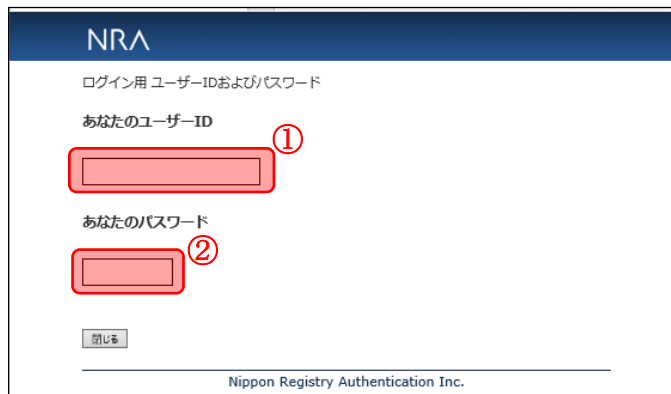 NRA
ログイン用 ユーザーIDおよびパスワード
あなたのユーザーID
①
あなたのパスワード
②
閉じる
Nippon Registry Authentication Inc.